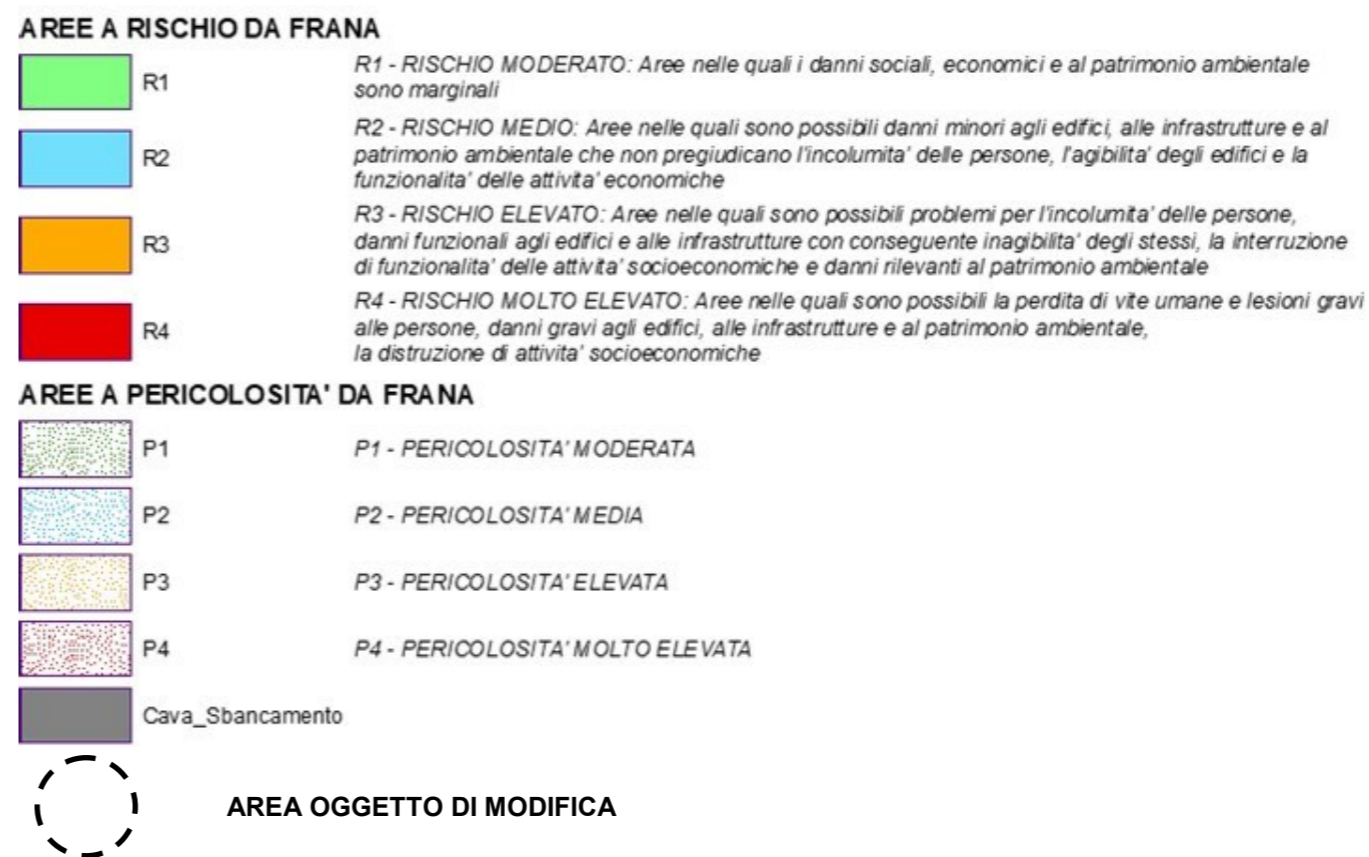 AREE A RISCHIO DA FRANA
R1
R1 - RISCHIO MODERATO: Aree nelle quali i danni sociali, economici e al patrimonio ambientale
sono marginali
R2
R2 - RISCHIO MEDIO: Aree nelle quali sono possibili danni minori agli edifici, alle infrastrutture e al
patrimonio ambientale che non pregiudicano l'incolumita' delle persone, l'agibilita' degli edifici e la
funzionalita' delle attivita' economiche
R3
R3 - RISCHIO ELEVATO: Aree nelle quali sono possibili problemi per l'incolumita' delle persone,
danni funzionali agli edifici e alle infrastrutture con conseguente inagibilita' degli stessi, la interruzione
di funzionalita' delle attivita' socioeconomiche e danni rilevanti al patrimonio ambientale
R4
R4 - RISCHIO MOLTO ELEVATO: Aree nelle quali sono possibili la perdita di vite umane e lesioni gravi
alle persone, danni gravi agli edifici, alle infrastrutture e al patrimonio ambientale,
la distruzione di attivita' socioeconomiche
AREE A PERICOLOSITA' DA FRANA
P1
P1 - PERICOLOSITA' MODERATA
P2
P2 - PERICOLOSITA' MEDIA
P3
P3 - PERICOLOSITA' ELEVATA
P4
P4 - PERICOLOSITA' MOLTO ELEVATA
Cava_Sbancamento
AREA OGGETTO DI MODIFICA